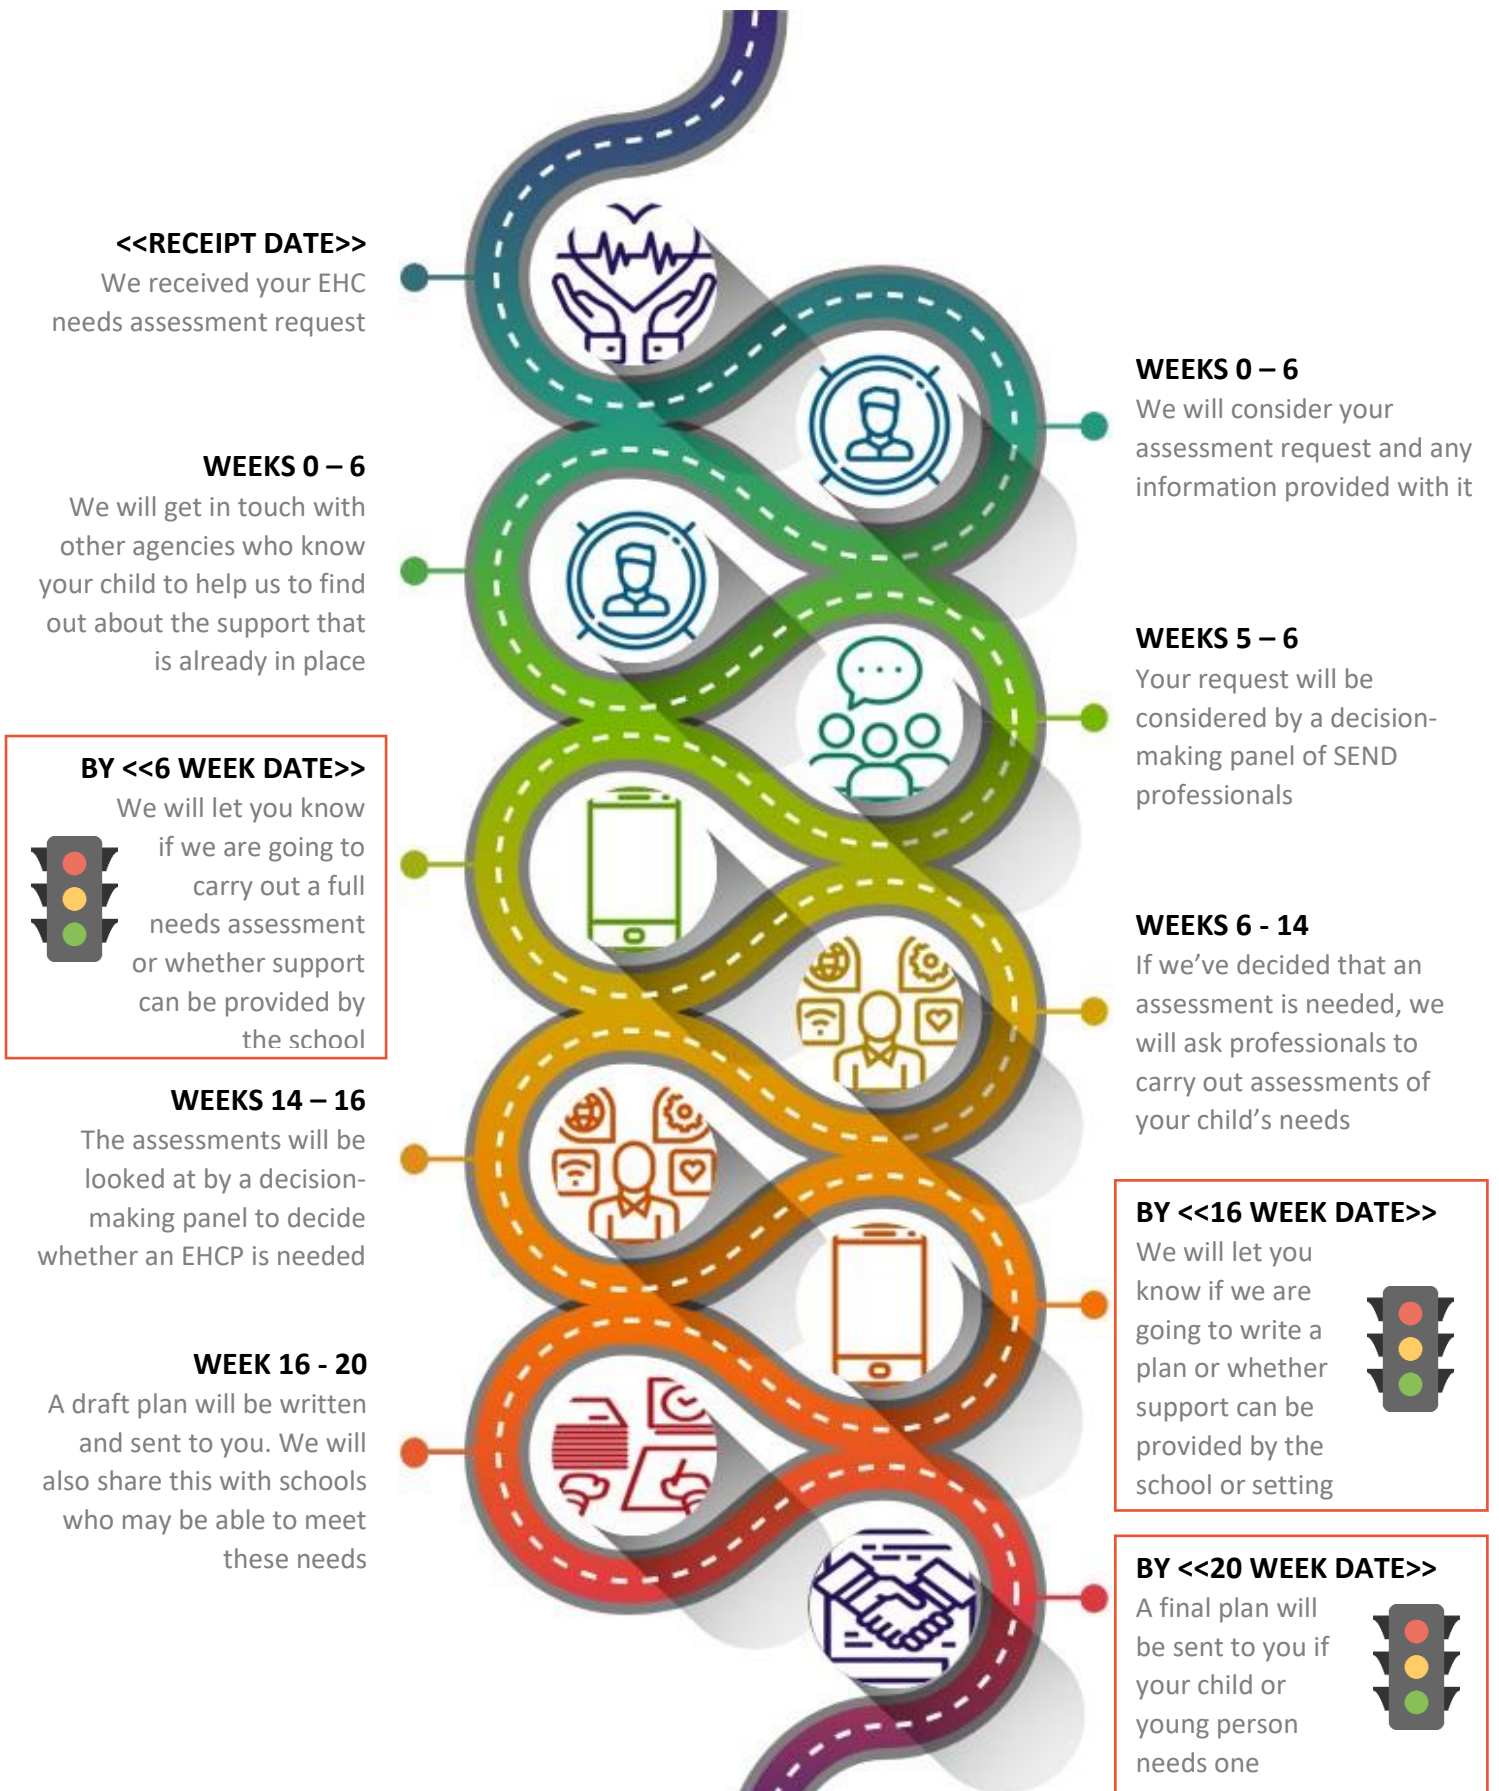 <<RECEIPT DATE>>
We received your EHC
needs assessment request
WEEKS 0 – 6
We will consider your
assessment request and any
information provided with it
WEEKS 0 – 6
We will get in touch with
other agencies who know
your child to help us to find
out about the support that
is already in place
WEEKS 5 – 6
Your request will be
considered by a decision-
making panel of SEND
professionals
BY <<6 WEEK DATE>>
We will let you know
if we are going to
carry out a full
needs assessment
or whether support
can be provided by
the school
WEEKS 6 - 14
If we’ve decided that an
assessment is needed, we
will ask professionals to
carry out assessments of
your child’s needs
WEEKS 14 – 16
The assessments will be
looked at by a decision-
making panel to decide
whether an EHCP is needed
BY <<16 WEEK DATE>>
We will let you
know if we are
going to write a
plan or whether
support can be
provided by the
school or setting
WEEK 16 - 20
A draft plan will be written
and sent to you. We will
also share this with schools
who may be able to meet
these needs
BY <<20 WEEK DATE>>
A final plan will
be sent to you if
your child or
young person
needs one